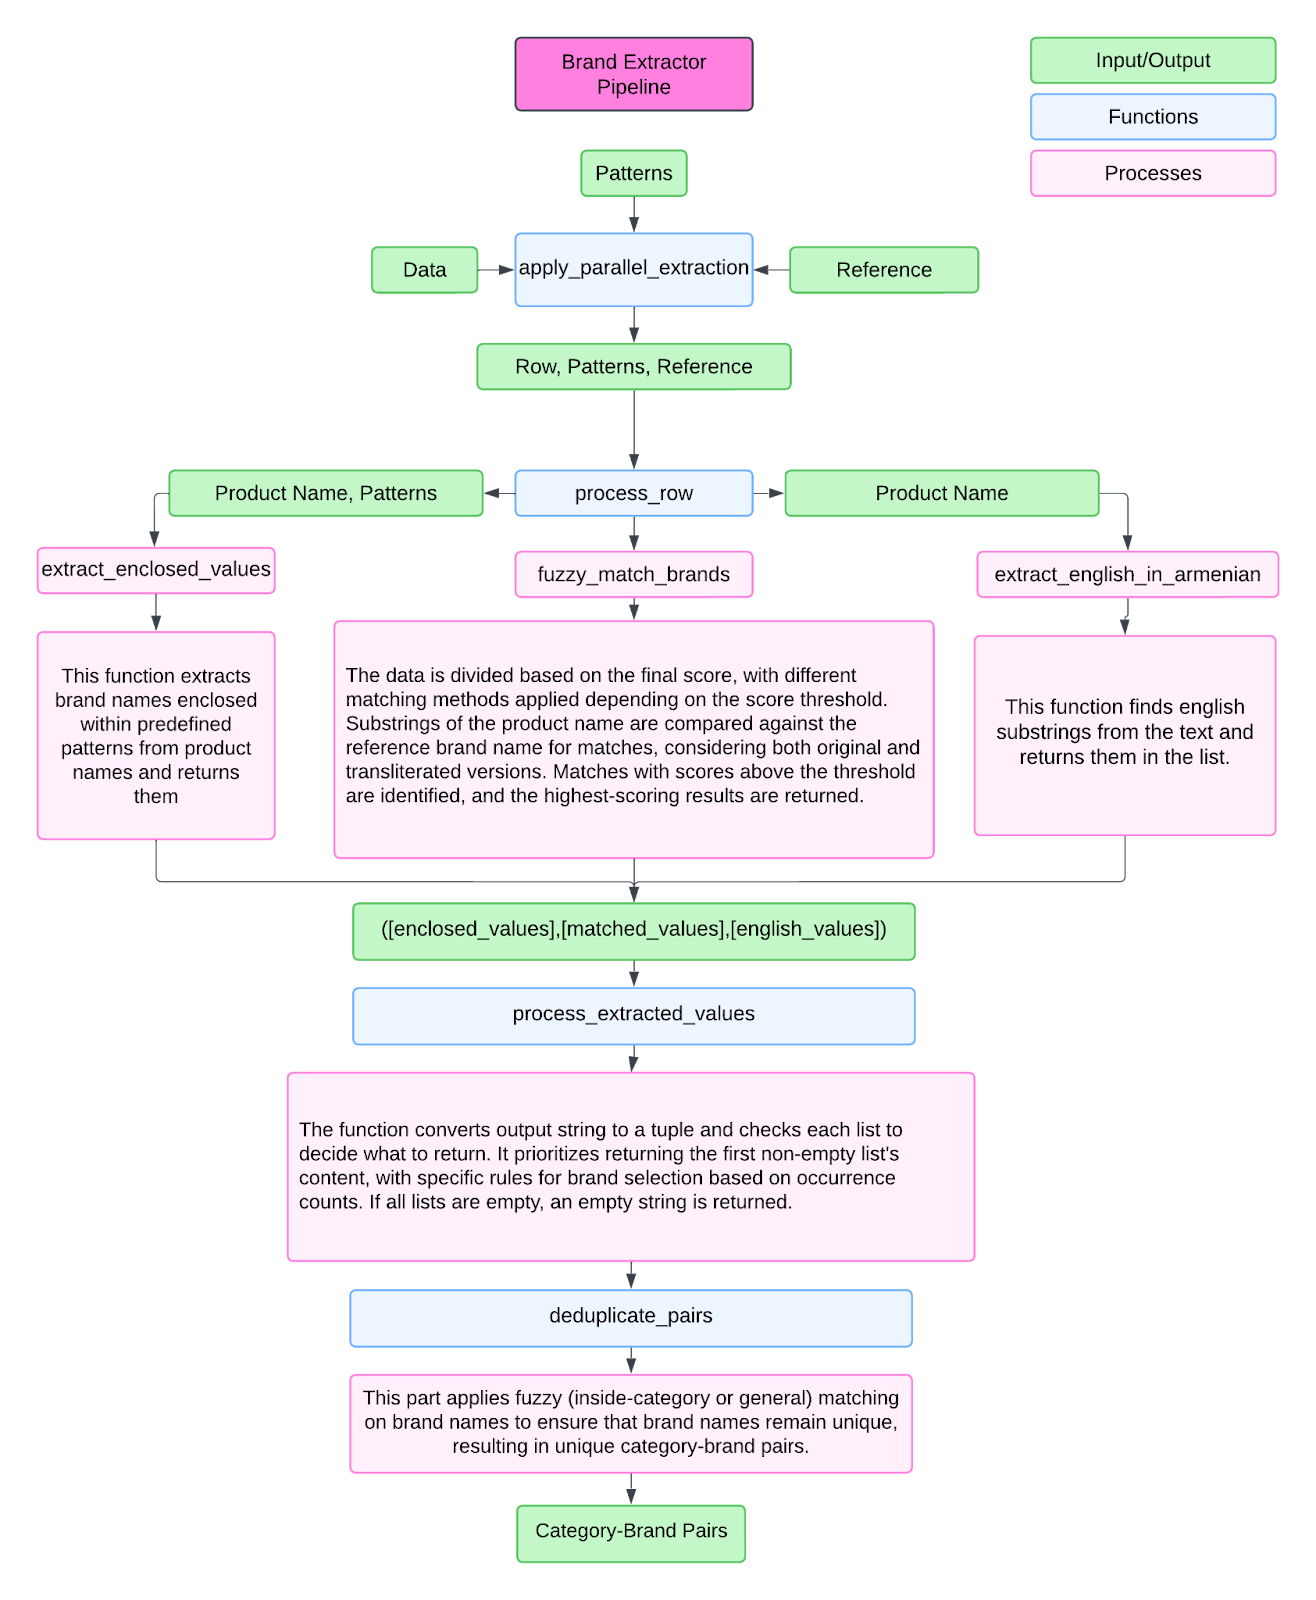 Brand Extractor
Pipeline
Input/Output
Functions
Processes
Patterns
Data
apply_parallel_extraction
Reference
Row, Patterns, Reference
Product Name, Patterns
process_row
Product Name
extract_enclosed_values
fuzzy_match_brands
extract_english_in_armenian
This function extracts
brand names enclosed
within predefined
patterns from product
names and returns
them
The data is divided based on the final score, with different
matching methods applied depending on the score threshold.
Substrings of the product name are compared against the
reference brand name for matches, considering both original and
transliterated versions. Matches with scores above the threshold
are identified, and the highest-scoring results are returned.
This function finds english
substrings from the text and
returns them in the list.
([enclosed_values],[matched_values],[english_values])
process_extracted_values
The function converts output string to a tuple and checks each list to
decide what to return. It prioritizes returning the first non-empty list's
content, with specific rules for brand selection based on occurrence
counts. If all lists are empty, an empty string is returned.
deduplicate_pairs
This part applies fuzzy (inside-category or general) matching
on brand names to ensure that brand names remain unique,
resulting in unique category-brand pairs.
Category-Brand Pairs